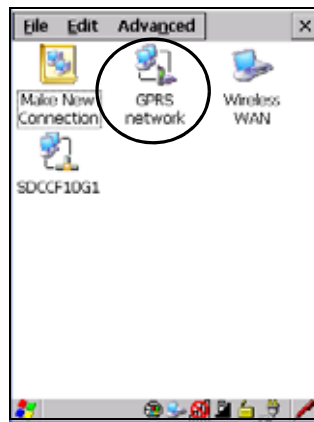 File Edit Advanced
Make New Connection
GPRS network
Wireless WAN
SDCCF10G1